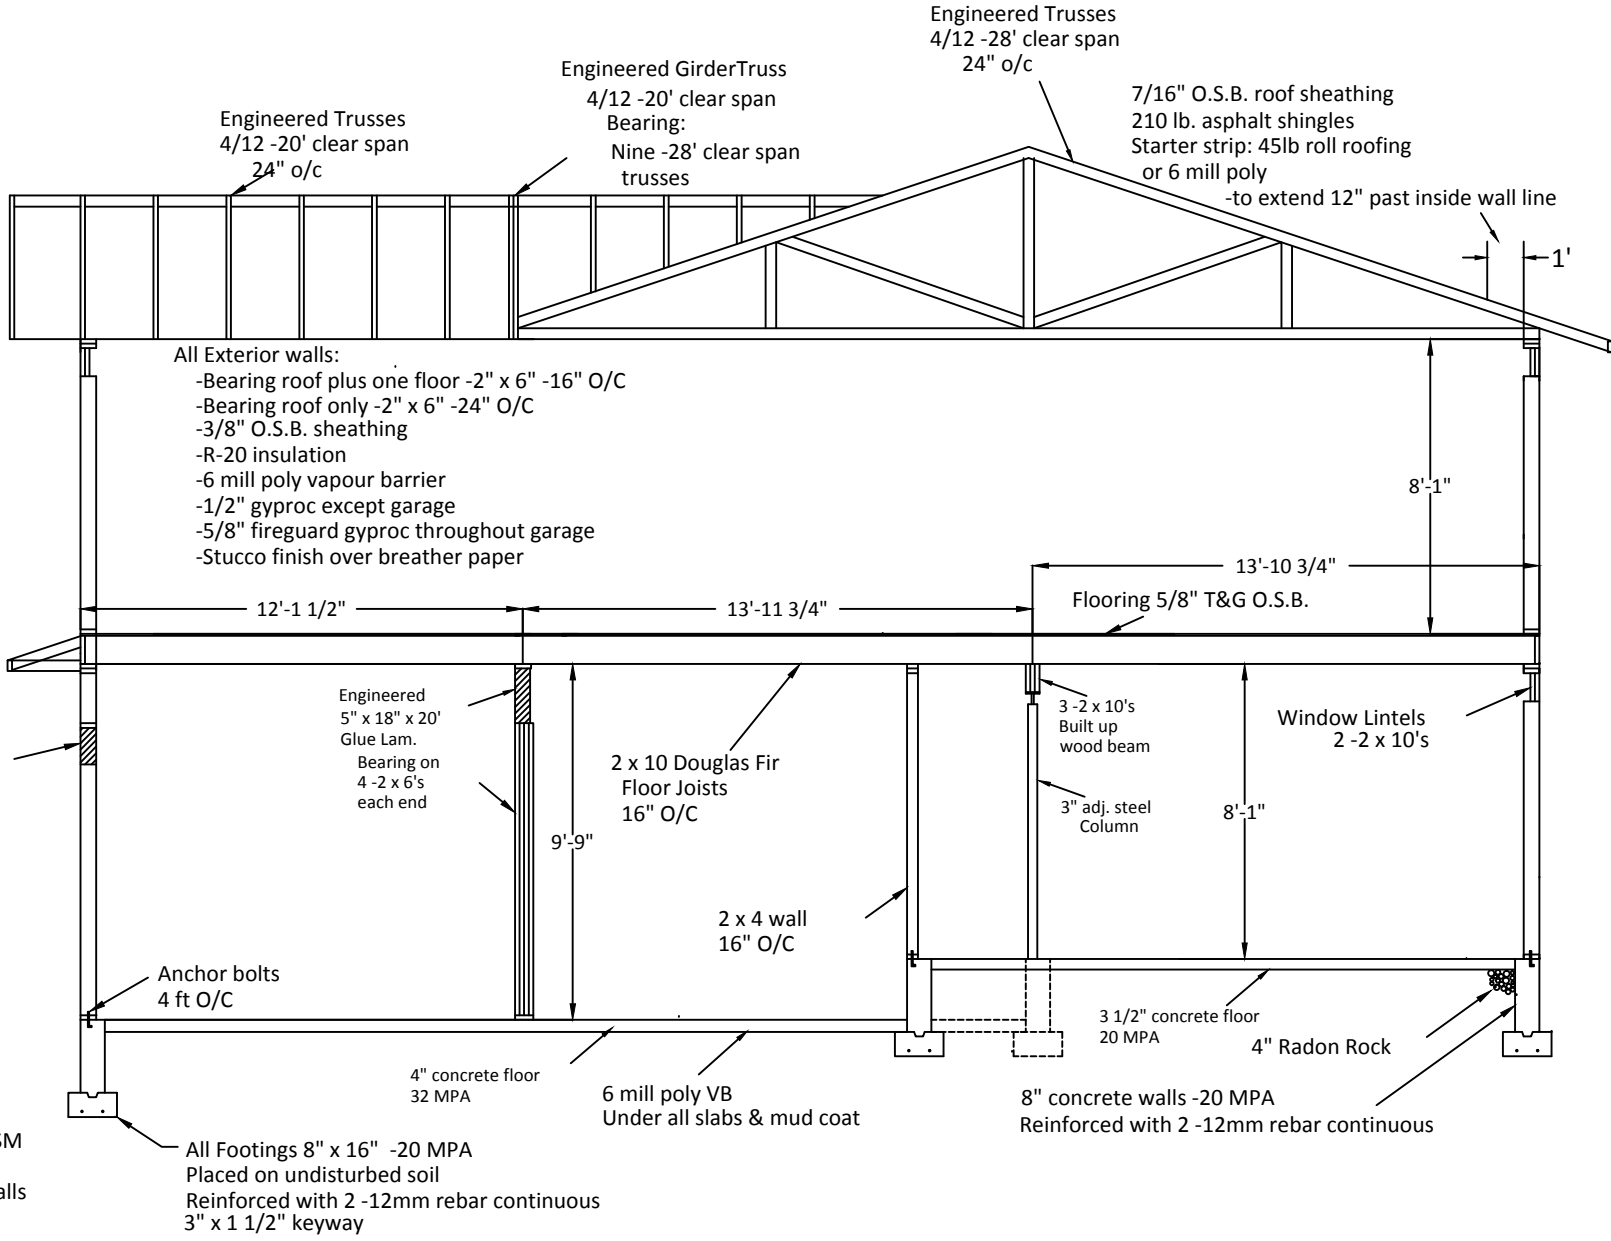 Engineered Trusses
4/12 -28' clear span
24" o/c
Engineered GirderTruss
4/12 -20' clear span
Bearing:
Nine -28' clear span
trusses
7/16" O.S.B. roof sheathing
210 lb. asphalt shingles
Starter strip: 45lb roll roofing
or 6 mill poly
-to extend 12" past inside wall line
Engineered Trusses
4/12 -20' clear span
24" o/c
1'
All Exterior walls:
-Bearing roof plus one floor -2" x 6" -16" O/C
-Bearing roof only -2" x 6" -24" O/C
-3/8" O.S.B. sheathing
-R-20 insulation
-6 mill poly vapour barrier
-1/2" gyproc except garage
-5/8" fireguard gyproc throughout garage
-Stucco finish over breather paper
8'-1"
13'-10 3/4"
12'-1 1/2"
13'-11 3/4"
Flooring 5/8" T&G O.S.B.
Engineered
5" x 18" x 20'
Glue Lam.
Bearing on
4 -2 x 6's
each end
2 x 10 Douglas Fir
Floor Joists
16" O/C
3 -2 x 10's
Built up
wood beam
Window Lintels
2 -2 x 10's
3" adj. steel
Column
8'-1"
9'-9"
2 x 4 wall
16" O/C
Anchor bolts
4 ft O/C
3 1/2" concrete floor
20 MPA
4" Radon Rock
4" concrete floor
32 MPA
6 mill poly VB
Under all slabs & mud coat
8" concrete walls -20 MPA
Reinforced with 2 -12mm rebar continuous
SM
alls
All Footings 8" x 16" -20 MPA
Placed on undisturbed soil
Reinforced with 2 -12mm rebar continuous
3" x 1 1/2" keyway